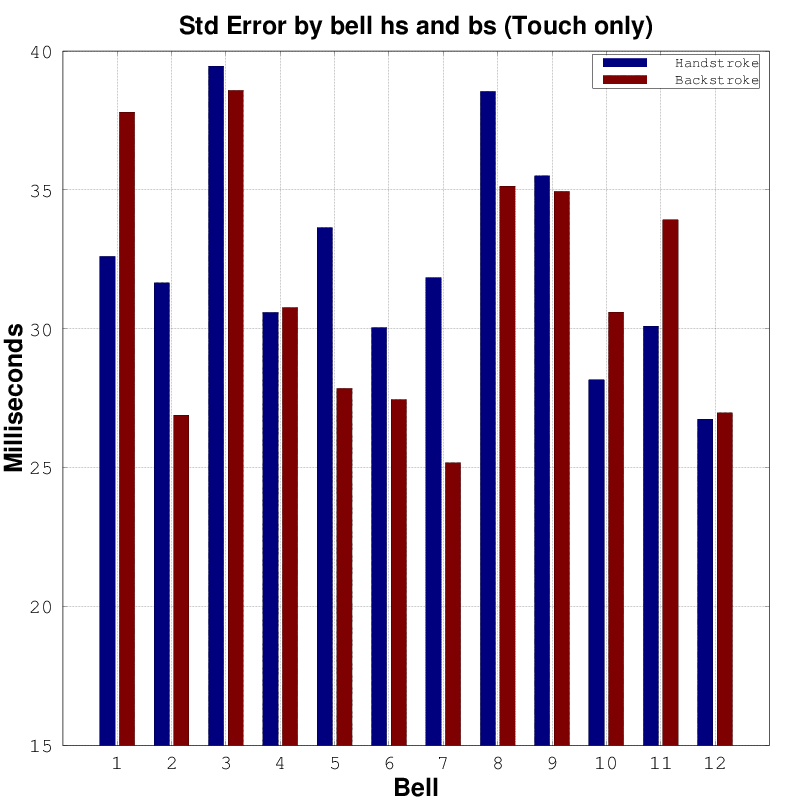 Std Error by bell hs and bs (Touch only)
Handstroke
Backstroke
Milliseconds
40
35
30
25
20
15
1 2 3 4 5 6 7 8 9 10 11 12
Bell